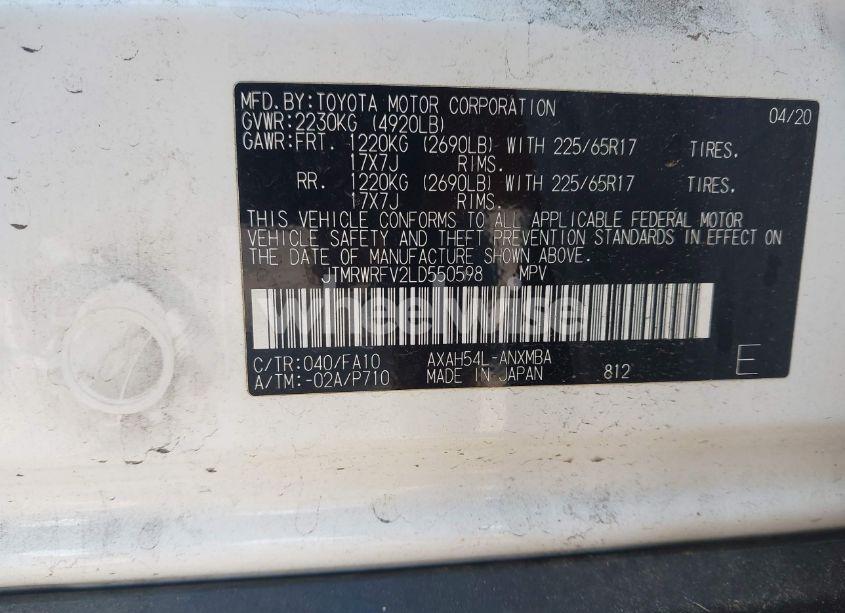 MFD.BY:TOYOTA MOTOR CORPORATION 04/20
GVWR:2230KG (4920LB)
GAWR:FRT. 1220KG (2690LB) WITH 225/65R17 TIRES.
17X7J RIMS.
RR. 1220KG (2690LB) WITH 225/65R17 TIRES.
17X7J RIMS.
THIS VEHICLE CONFORMS TO ALL APPLICABLE FEDERAL MOTOR
VEHICLE SAFETY AND THEFT PREVENTION STANDARDS IN EFFECT ON
THE DATE OF MANUFACTURE SHOWN ABOVE.
JTMRWRFV2LD550598 MPV
wheelwise
C/TR:040/FA10 AXAH54L-ANXMBA
A/TM:-02A/P710 MADE IN JAPAN 812 E